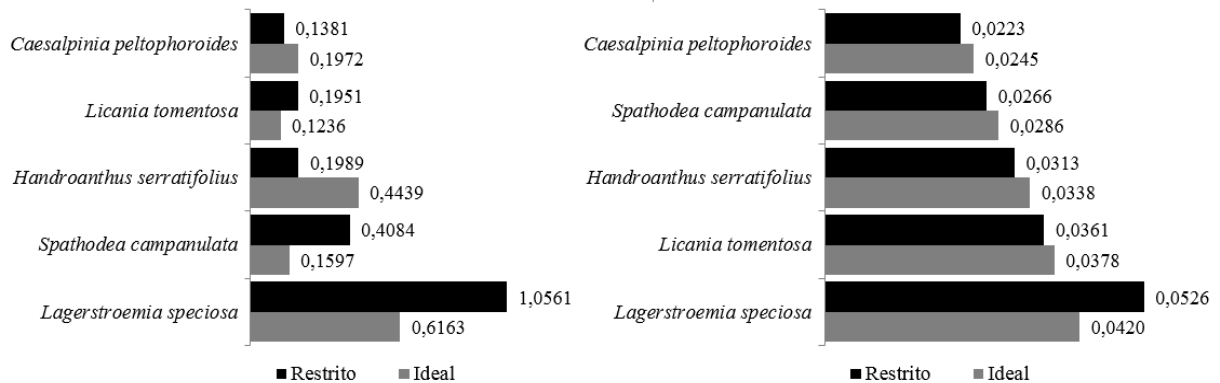 Caesalpinia peltophoroides
0,1381
0,1972
Licania tomentosa
0,1951
0,1236
Handroanthus serratifolius
0,1989
0,4439
Spathodea campanulata
0,4084
0,1597
Lagerstroemia speciosa
1,0561
0,6163
Restrito Ideal
Caesalpinia peltophoroides
0,0223
0,0245
Spathodea campanulata
0,0266
0,0286
Handroanthus serratifolius
0,0313
0,0338
Licania tomentosa
0,0361
0,0378
Lagerstroemia speciosa
0,0526
0,0420
Restrito Ideal